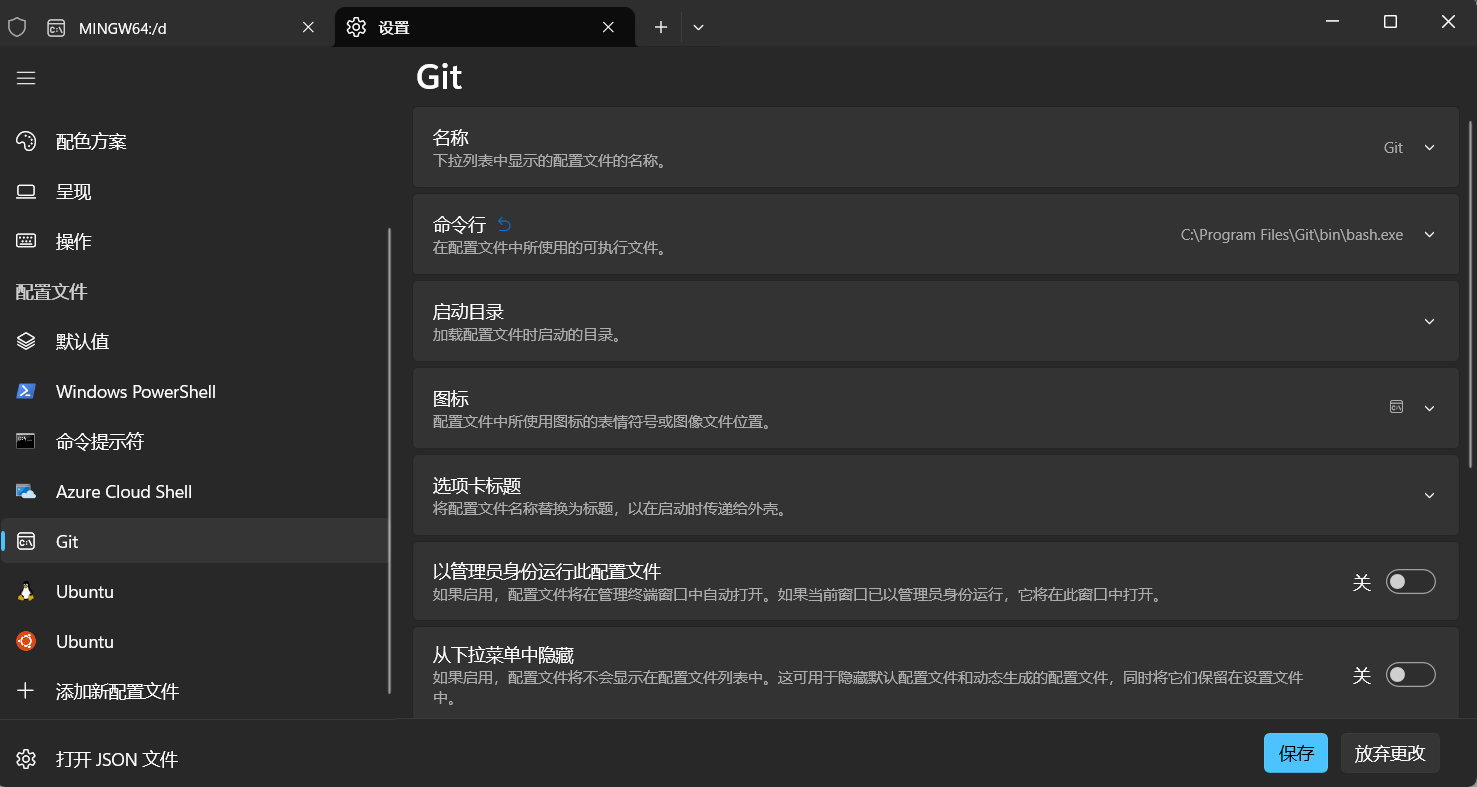 MINGW64:/d
设置
配色方案
呈现
操作
配置文件
默认值
Windows PowerShell
命令提示符
Azure Cloud Shell
Git
Ubuntu
Ubuntu
添加新配置文件
打开 JSON 文件
Git
名称
下拉列表中显示的配置文件的名称。
Git
命令行
在配置文件中所使用的可执行文件。
C:\Program Files\Git\bin\bash.exe
启动目录
加载配置文件时启动的目录。
图标
配置文件中所使用图标的表情符号或图像文件位置。
选项卡标题
将配置文件名称替换为标题，以在启动时传递给外壳。
以管理员身份运行此配置文件
如果启用，配置文件将在管理终端窗口中自动打开。如果当前窗口已以管理员身份运行，它将在此窗口中打开。
关
从下拉菜单中隐藏
如果启用，配置文件将不会显示在配置文件列表中。这可用于隐藏默认配置文件和动态生成的配置文件，同时将它们保留在设置文件
中。
关
保存
放弃更改